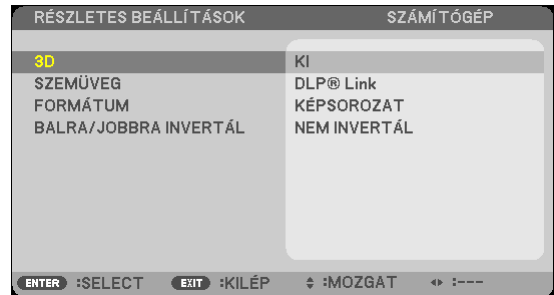 RÉSZLETES BEÁLLÍTÁSOK SZÁMÍTÓGÉP
3D KI
SZEMÜVEG DLP® Link
FORMÁTUM KÉPSOROZAT
BALRA/JOBBRA INVERTÁL NEM INVERTÁL
ENTER :SELECT EXIT :KILÉP :MOZGAT :---